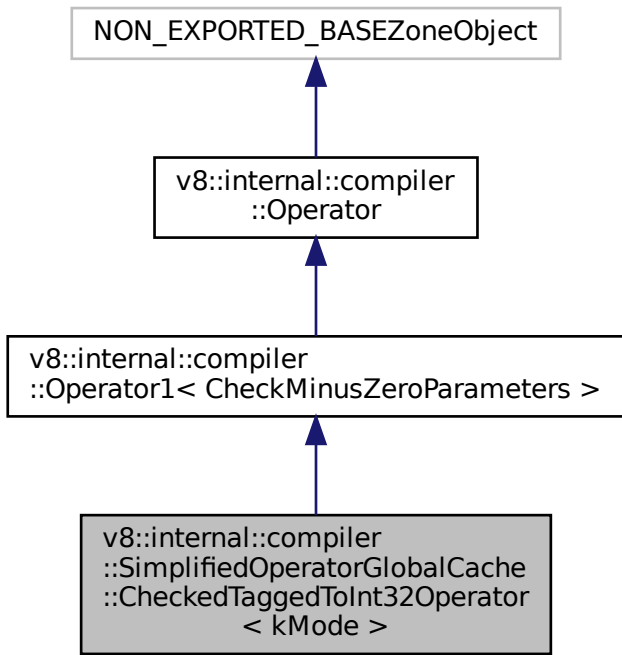 NON_EXPORTED_BASEZoneObject
v8::internal::compiler
::Operator
v8::internal::compiler
::Operator1< CheckMinusZeroParameters >
v8::internal::compiler
::SimplifiedOperatorGlobalCache
::CheckedTaggedToInt32Operator
< kMode >